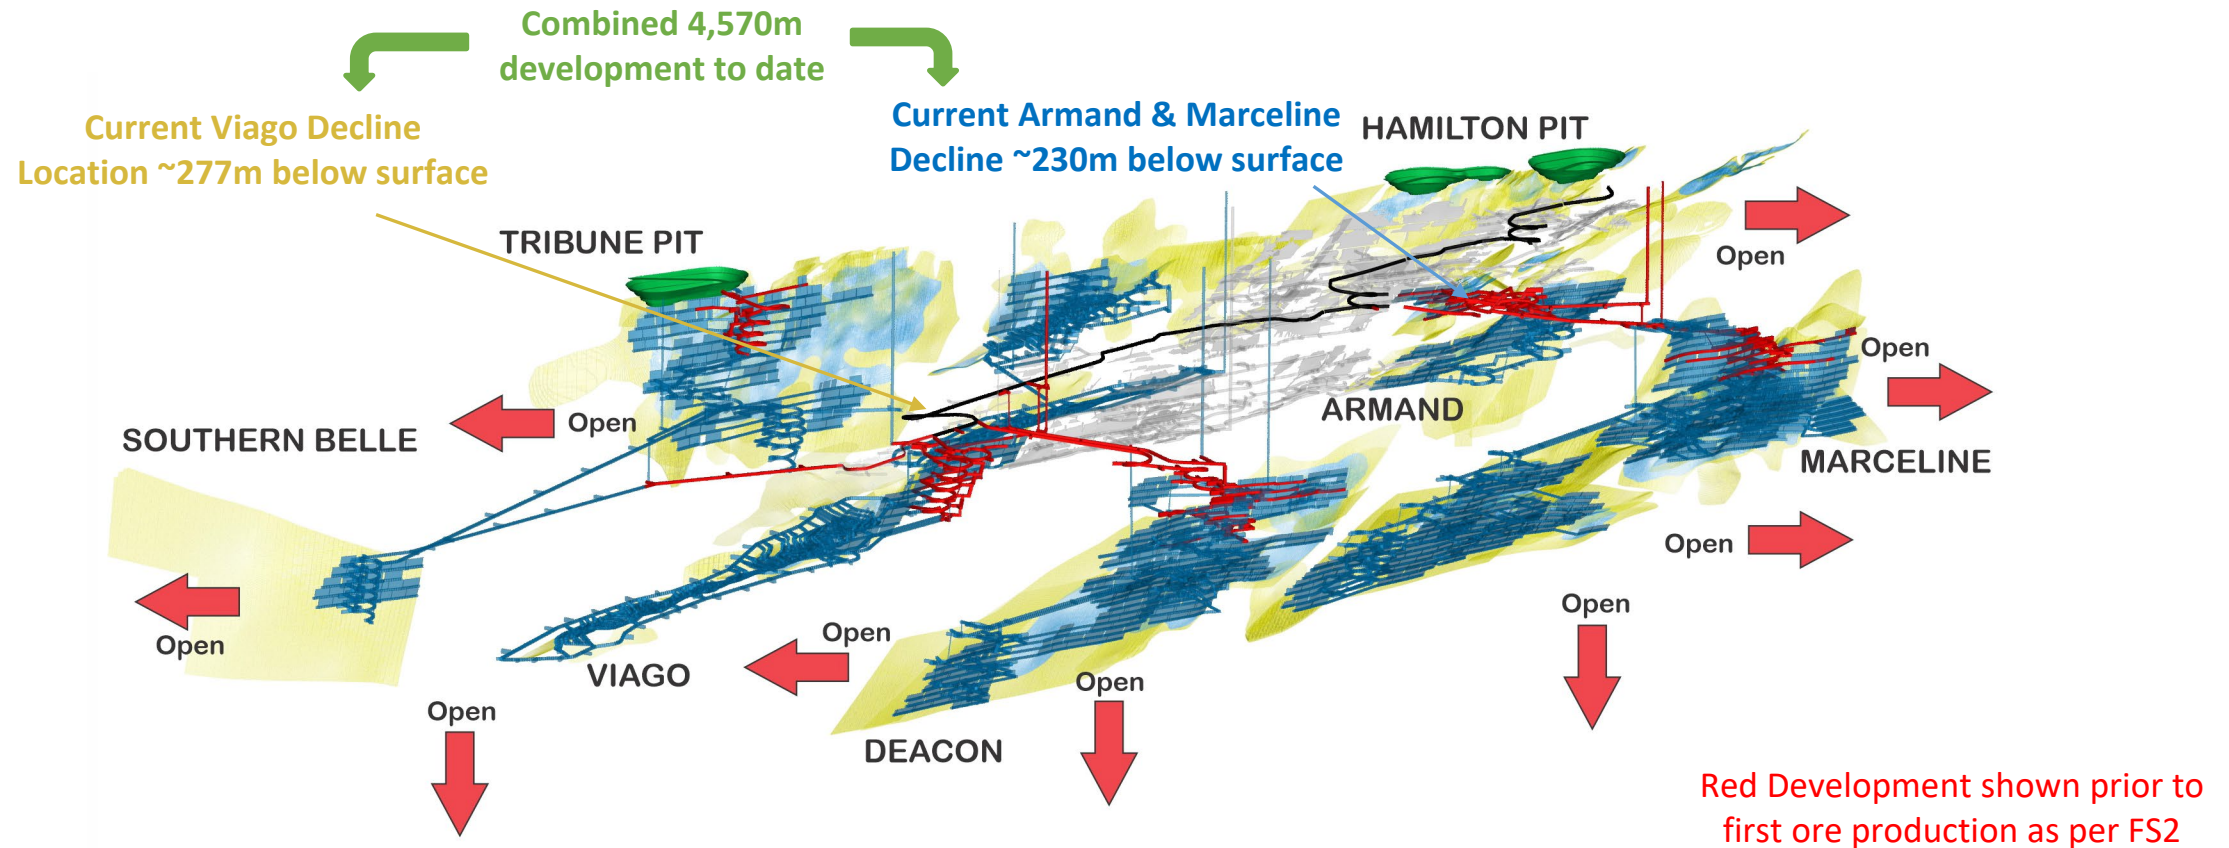 Combined 4,570m
development to date
Current Viago Decline
Location ~277m below surface
Current Armand & Marceline
Decline ~230m below surface
HAMILTON PIT
TRIBUNE PIT
Open
Open
Open
SOUTHERN BELLE
ARMAND
MARCELINE
Open
Open
Open
Open
VIAGO
Open
Open
DEACON
Red Development shown prior to
first ore production as per FS2